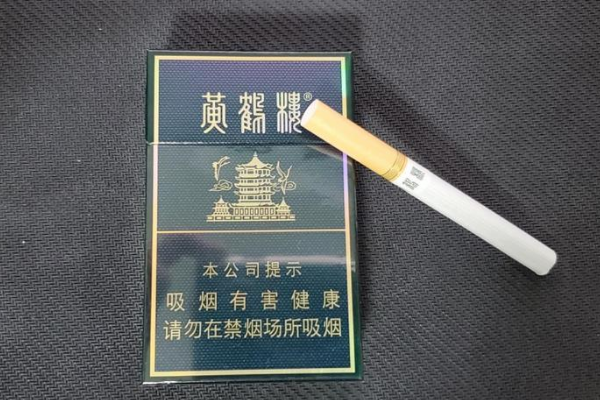 黃鶴樓®
本公司提示
吸烟有害健康
请勿在禁烟场所吸烟